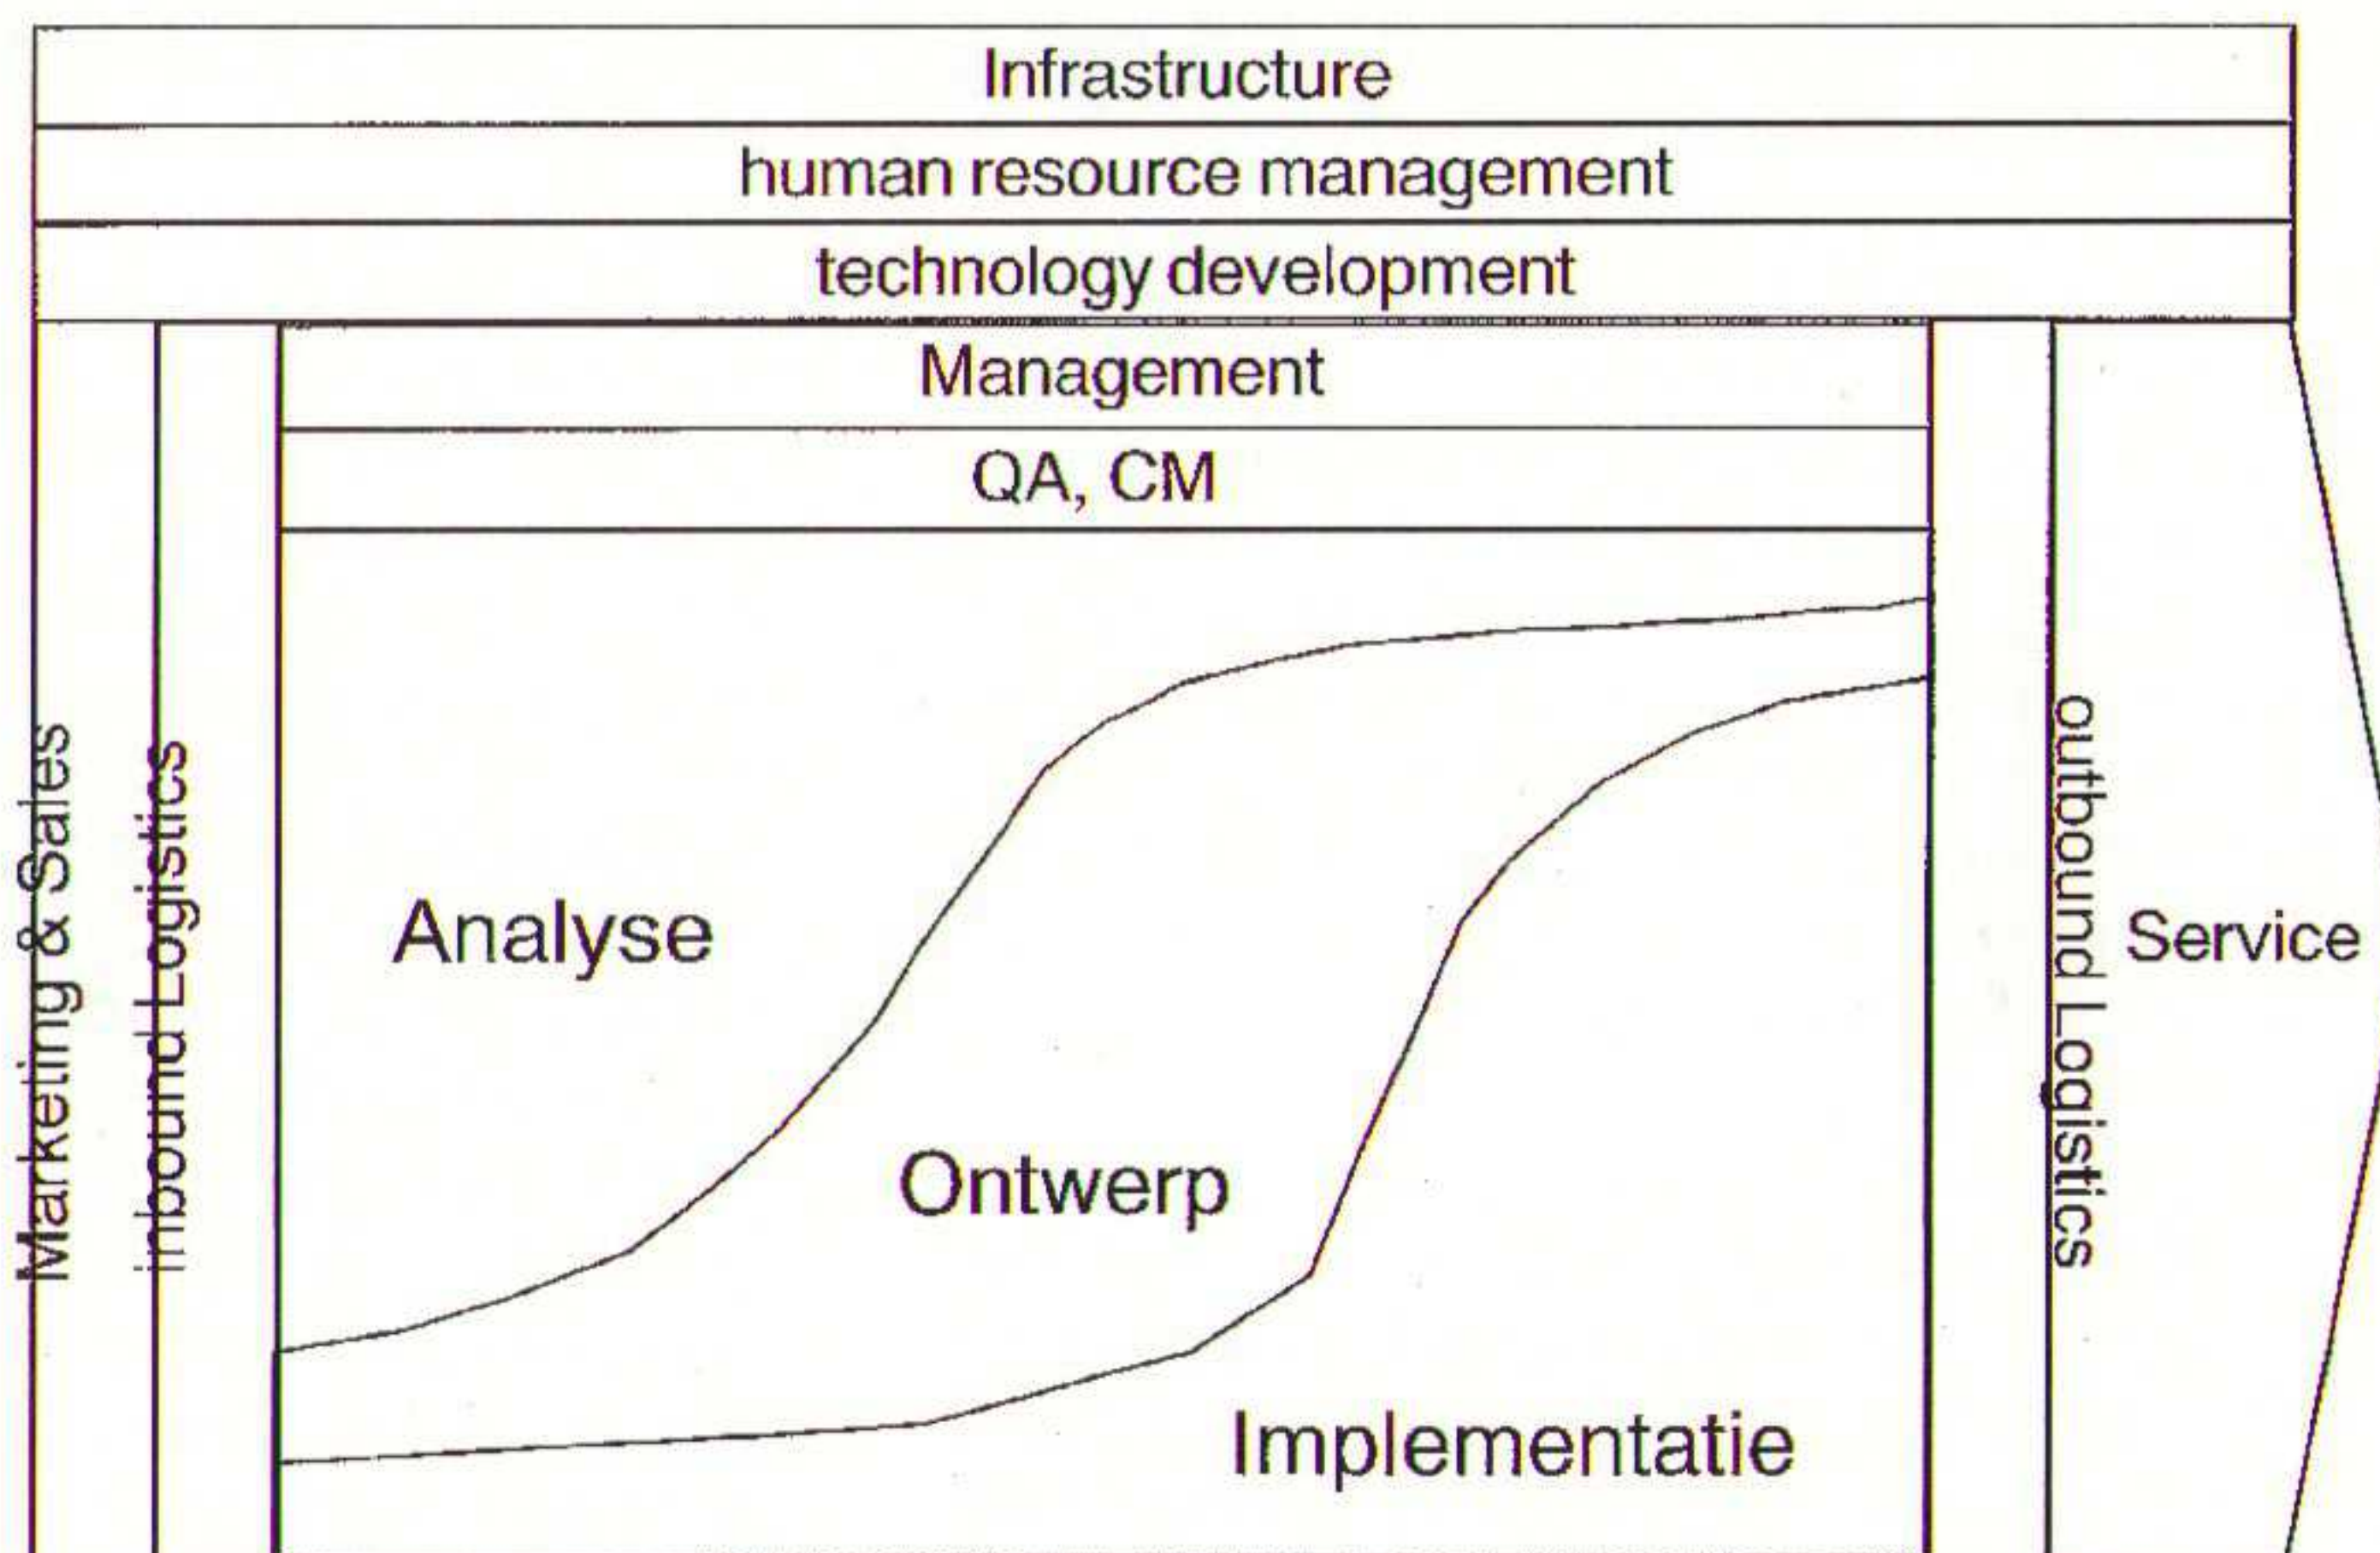 Infrastructure
human resource management
technology development
Management
QA, CM
Marketing & Sales
inbound Logistics
Analyse
Ontwerp
Implementatie
outbound Logistics
Service